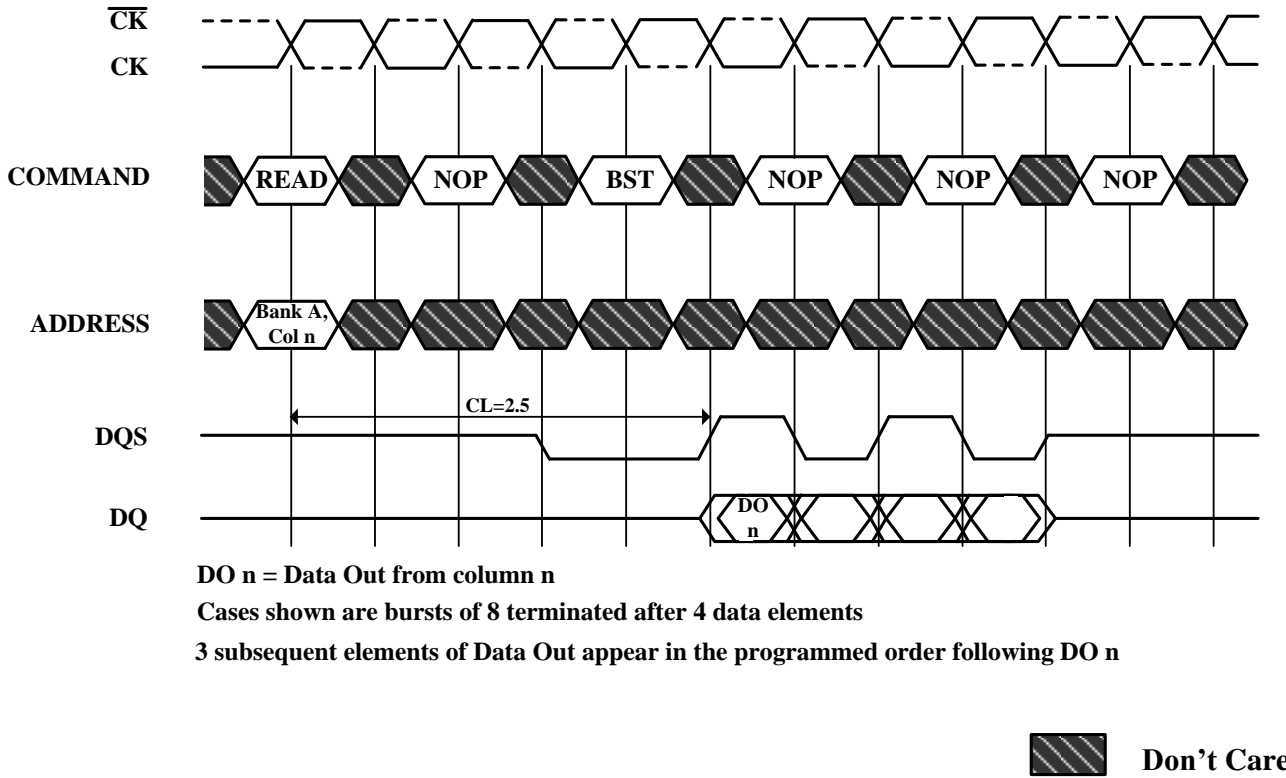 CK
CK
COMMAND
READ NOP BST NOP NOP NOP
ADDRESS
Bank A,
Col n
CL=2.5
DQS
DQ
DO
n
DO n = Data Out from column n
Cases shown are bursts of 8 terminated after 4 data elements
3 subsequent elements of Data Out appear in the programmed order following DO n
Don't Care